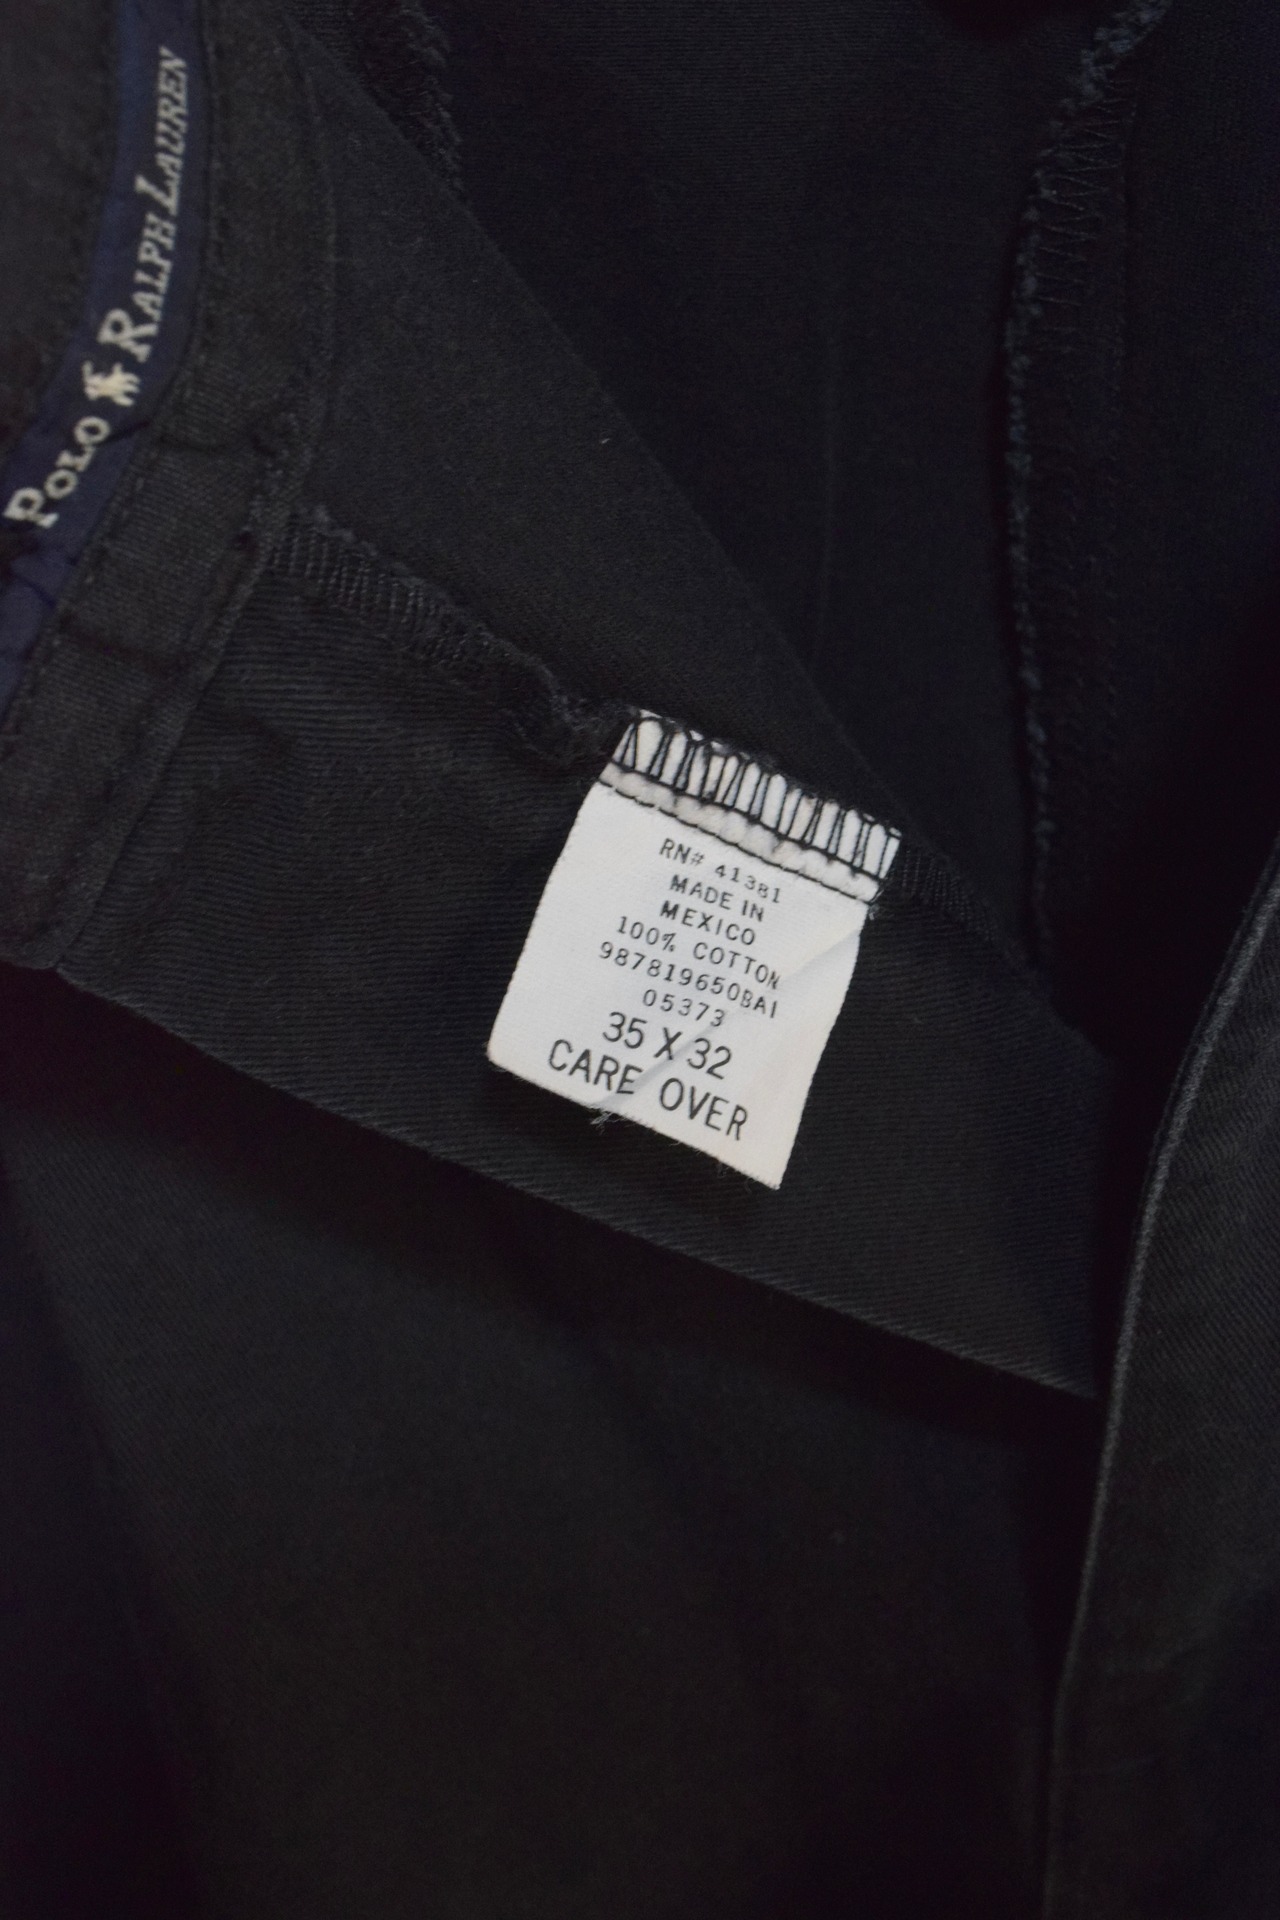 POLO RALPH LAUREN
RN# 41381
MADE IN
MEXICO
100% COTTON
987819650BAI
05373
35 X 32
CARE OVER